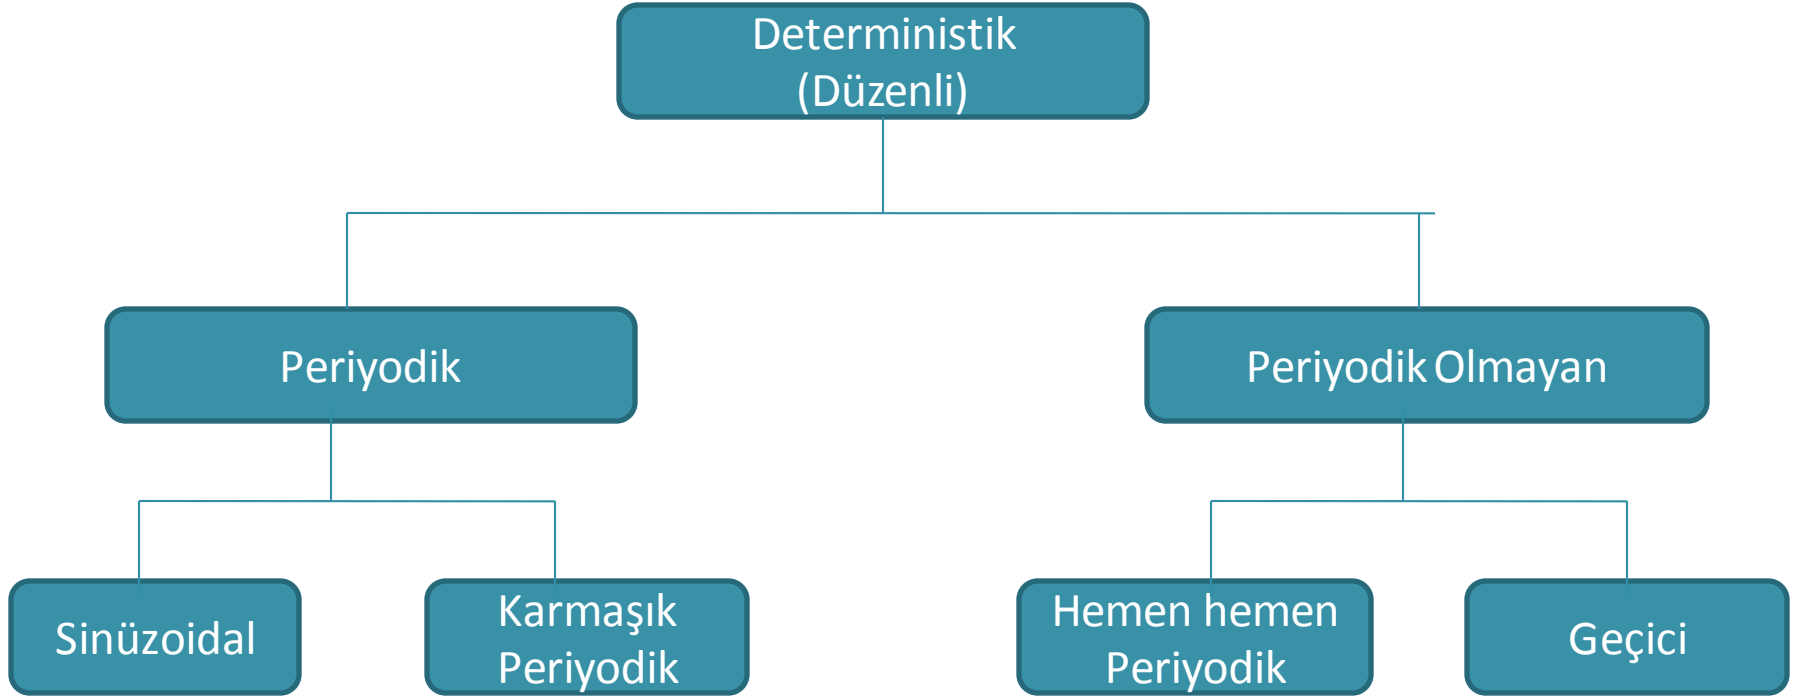 Deterministik
(Düzenli)
Periyodik
Periyodik Olmayan
Sinüzoidal
Karmaşık
Periyodik
Hemen hemen
Periyodik
Geçici